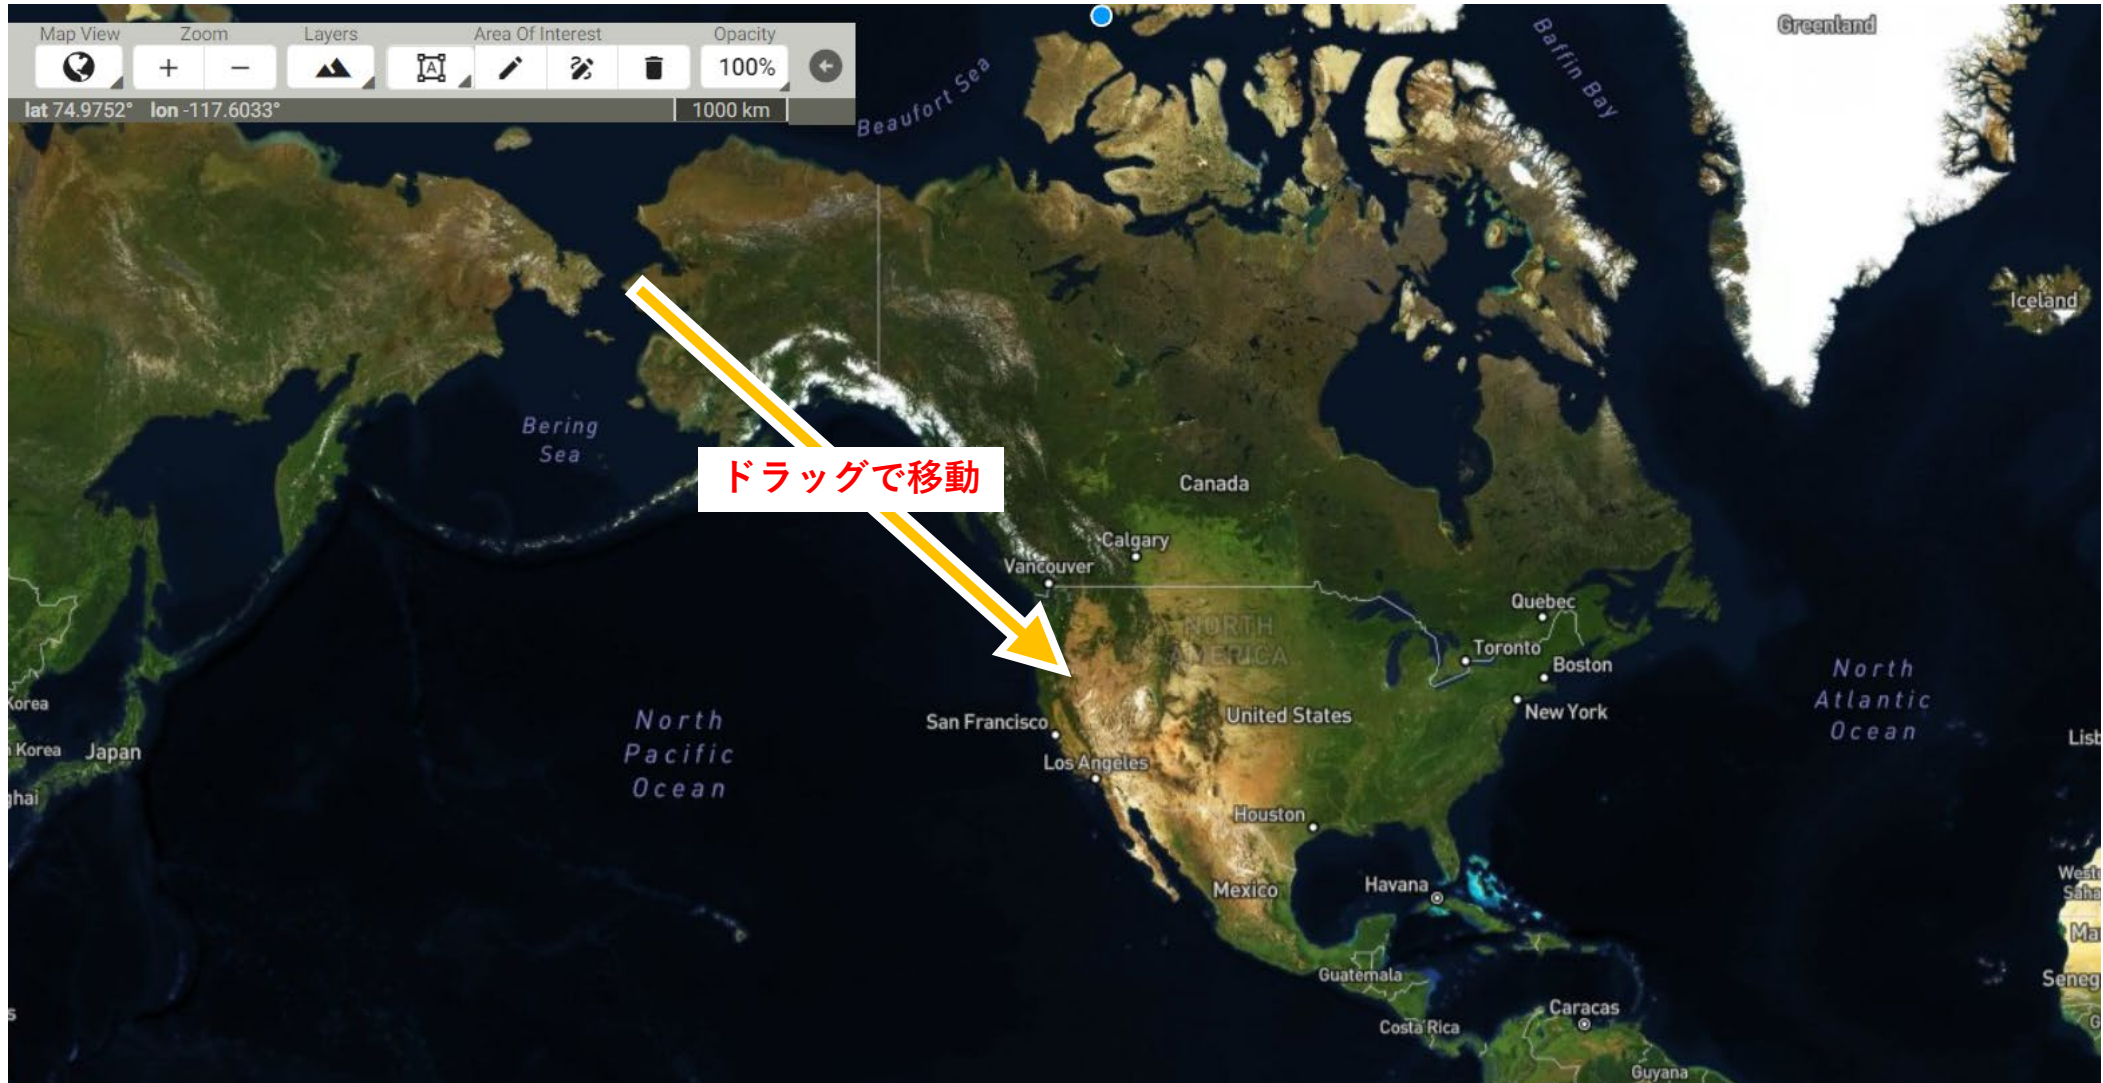 Map View
Zoom
Layers
Area Of Interest
Opacity
A
100%
lat 74.9752° lon -117.6033°
1000 km
Beaufort Sea
Baffin Bay
Greenland
Iceland
Bering
Sea
ドラッグで移動
Canada
Calgary
Vancouver
Quebec
NORTH
AMERICA
Toronto
Boston
New York
North
Atlantic
Ocean
United States
San Francisco
Los Angeles
North
Pacific
Ocean
Korea
Korea
Japan
Houston
Mexico
Havana
Guatemala
Costa Rica
Caracas
Guyana